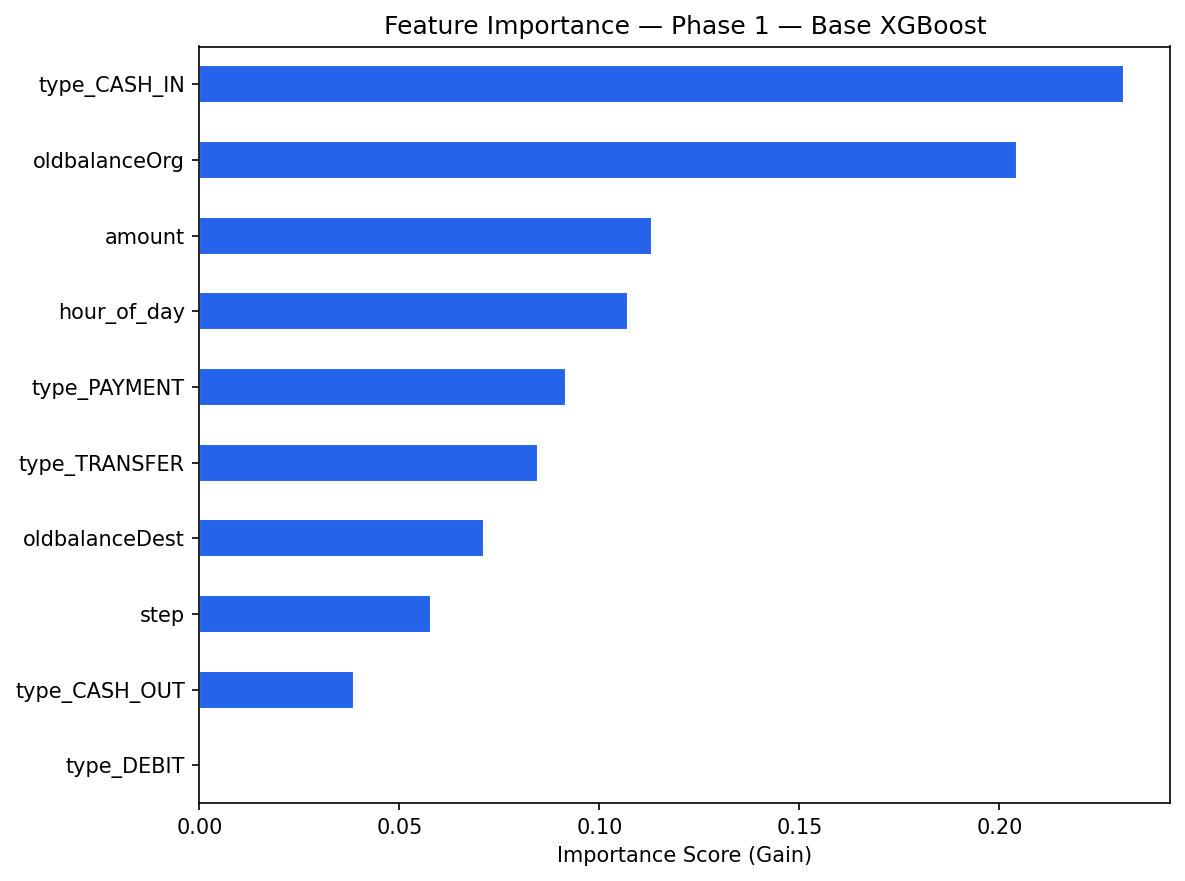 Feature Importance — Phase 1 — Base XGBoost
type_CASH_IN
oldbalanceOrg
amount
hour_of_day
type_PAYMENT
type_TRANSFER
oldbalanceDest
step
type_CASH_OUT
type_DEBIT
0.00 0.05 0.10 0.15 0.20
Importance Score (Gain)